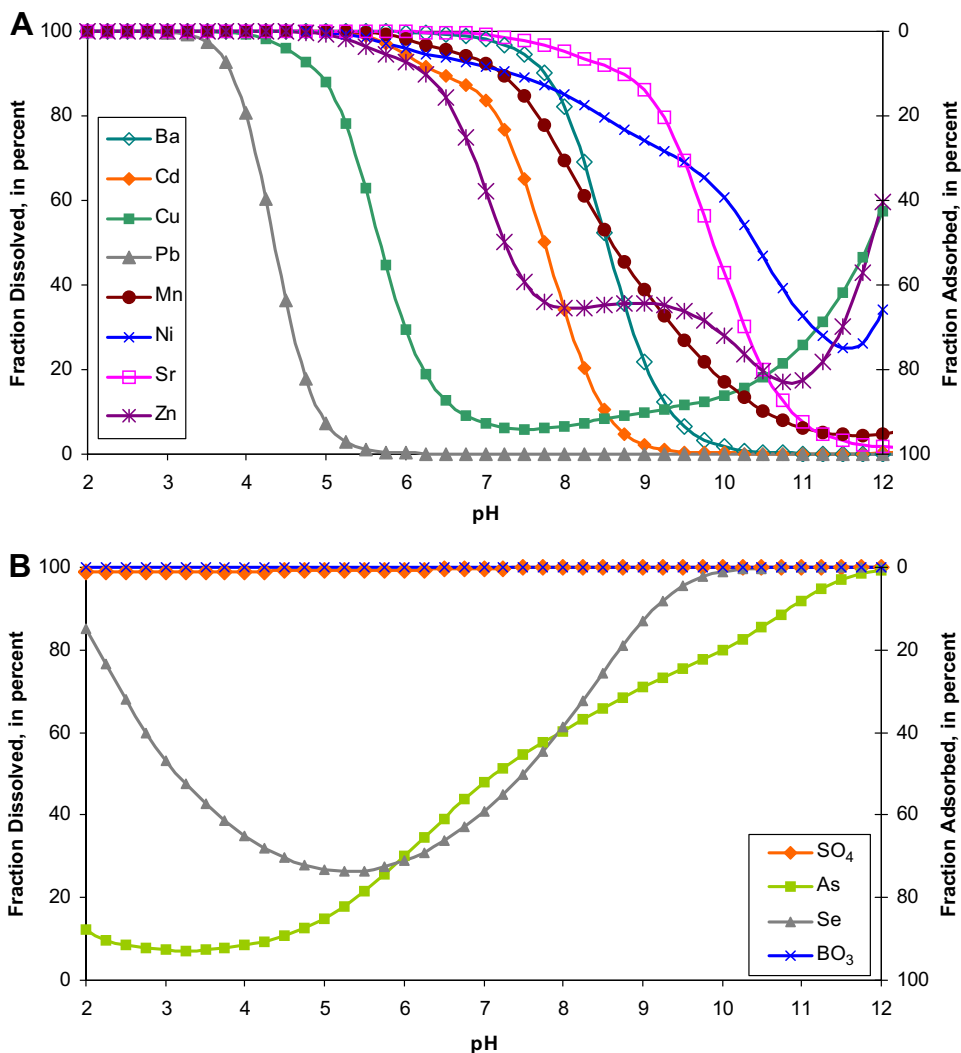 A
Fraction Dissolved, in percent
100
80
60
40
20
0
Ba
Cd
Cu
Pb
Mn
Ni
Sr
Zn
0
20
40
60
80
100
Fraction Adsorbed, in percent
2 3 4 5 6 7 8 9 10 11 12
pH
B
Fraction Dissolved, in percent
100
80
60
40
20
0
0
20
40
60
80
100
Fraction Adsorbed, in percent
SO4
As
Se
BO3
2 3 4 5 6 7 8 9 10 11 12
pH